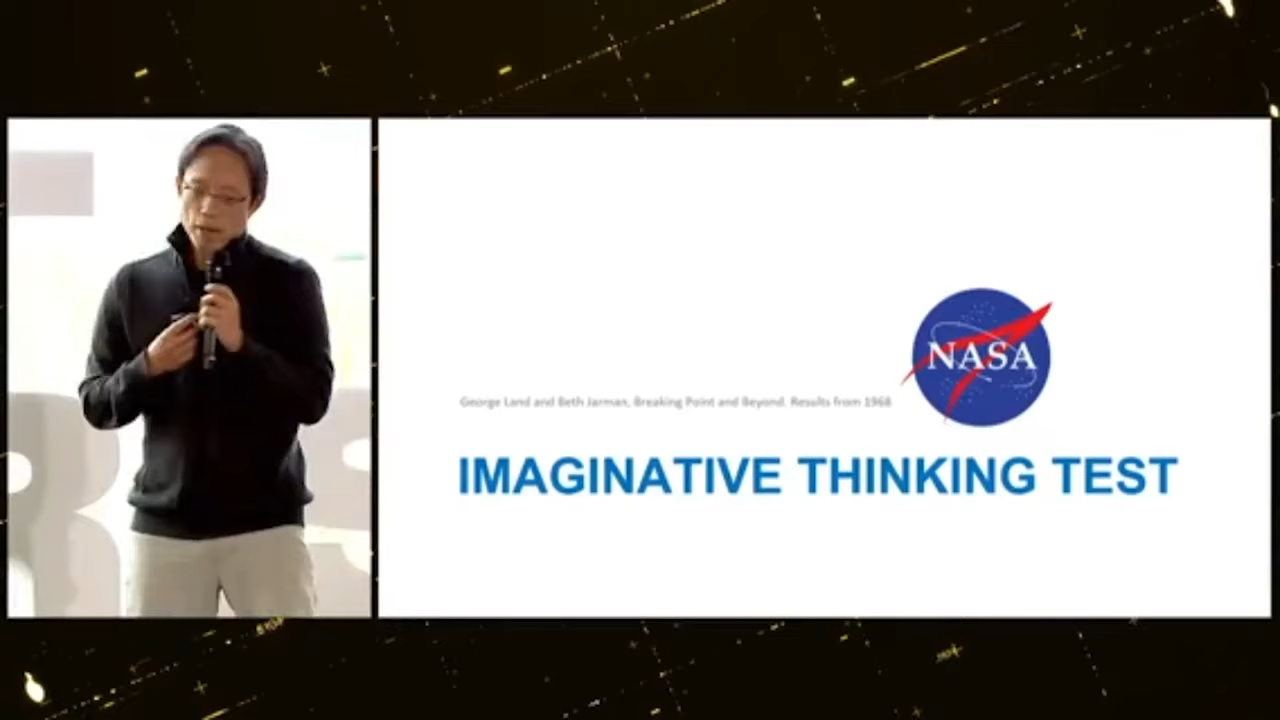 NASA
George Land and Beth Jarman, Breaking Point and Beyond. Results from 1968
IMAGINATIVE THINKING TEST